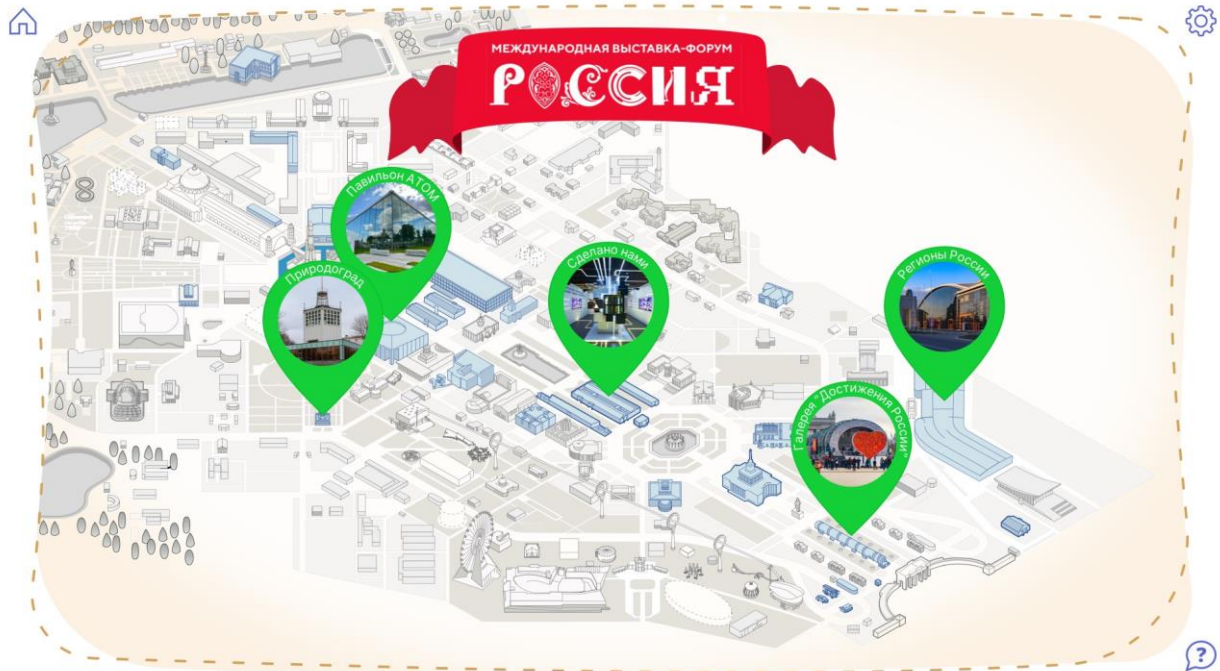 МЕЖДУНАРОДНАЯ ВЫСТАВКА-ФОРУМ
РОССИЯ
Павильон АТОМ
Природоград
Сделано нами
Регионы России
Галерея "Достижения России"
?